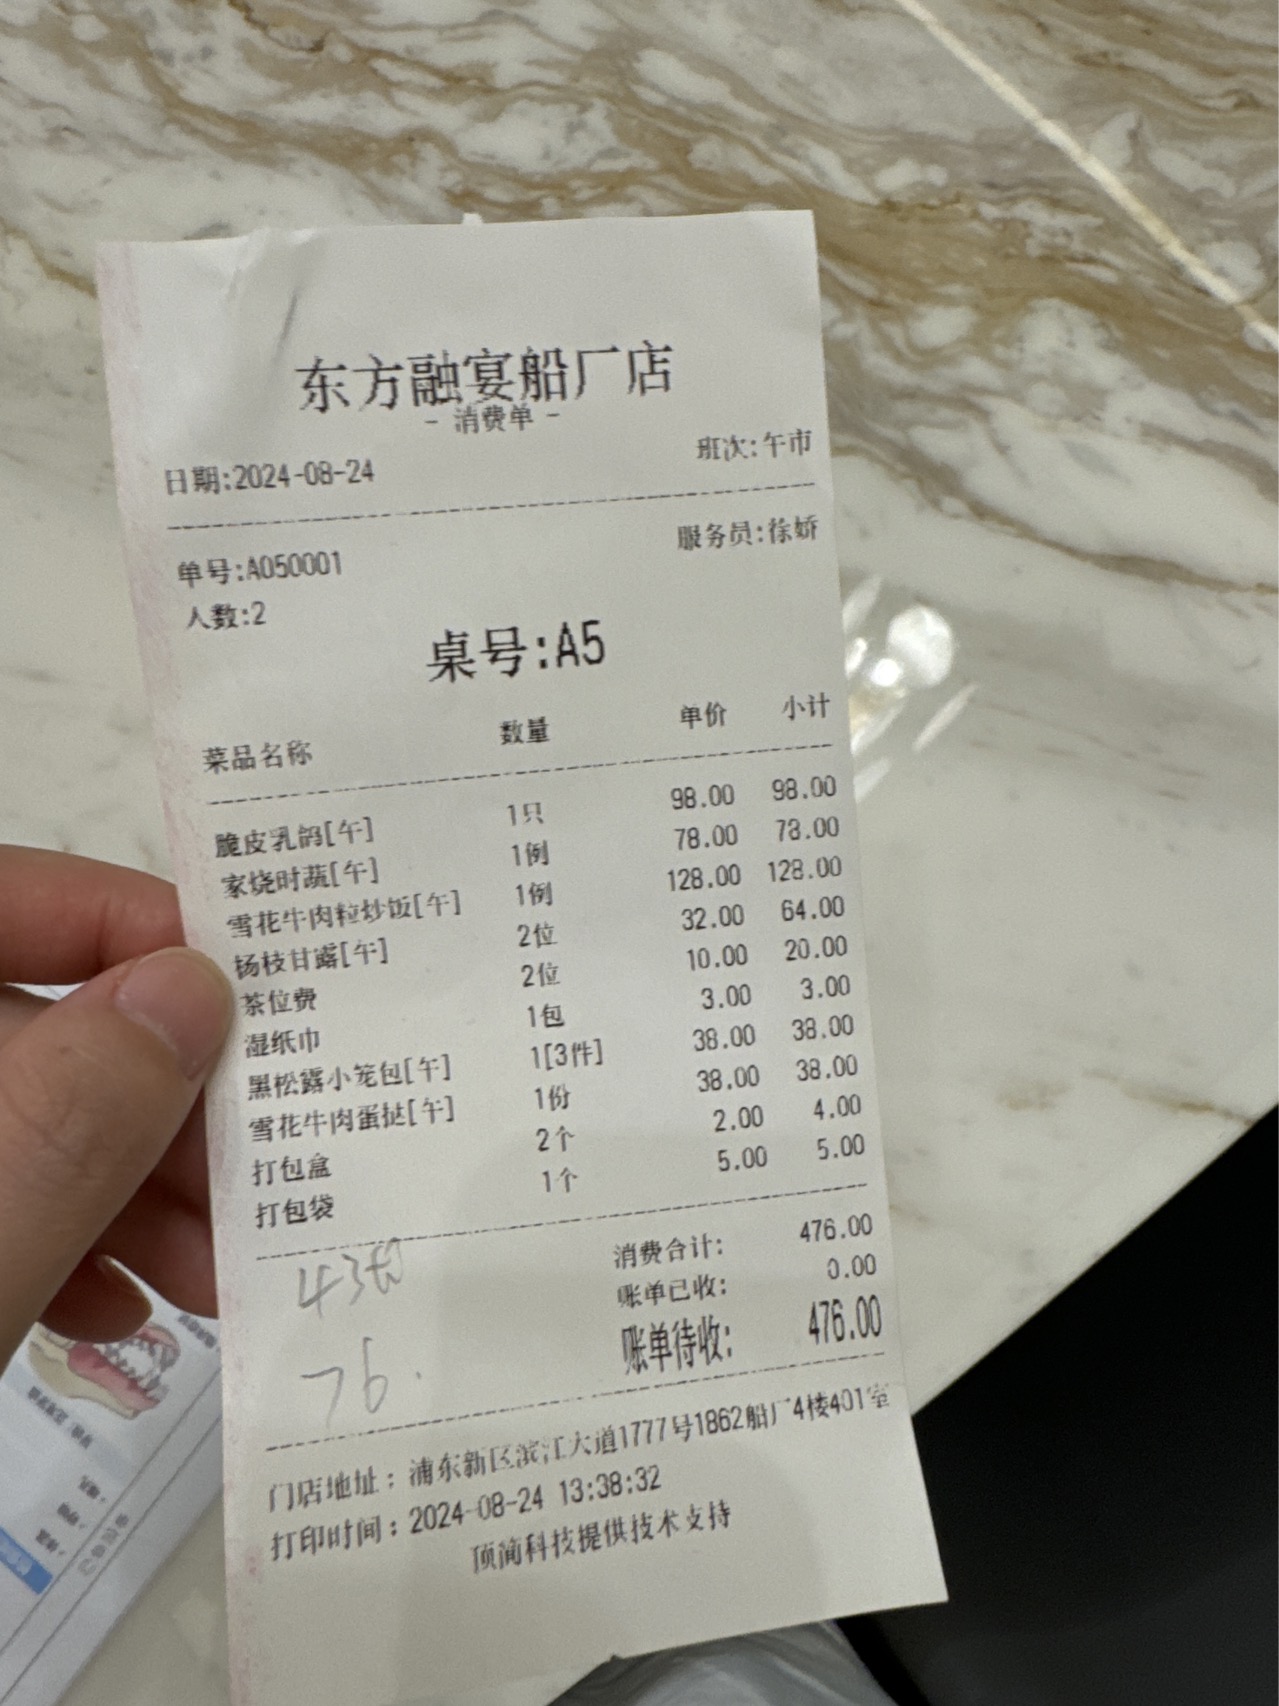 东方融宴船厂店
- 消费单 -
日期:2024-08-24 班次:午市
单号:A050001 服务员:徐娇
人数:2
桌号:A5
菜品名称 数量 单价 小计
脆皮乳鸽[午] 1只 98.00 98.00
家烧时蔬[午] 1例 78.00 78.00
雪花牛肉粒炒饭[午] 1例 128.00 128.00
杨枝甘露[午] 2位 32.00 64.00
茶位费 2位 10.00 20.00
湿纸巾 1包 3.00 3.00
黑松露小笼包[午] 1[3件] 38.00 38.00
雪花牛肉蛋挞[午] 1份 38.00 38.00
打包盒 2个 2.00 4.00
打包袋 1个 5.00 5.00
消费合计: 476.00
账单已收: 0.00
账单待收: 476.00
76.
门店地址：浦东新区滨江大道1777号1862船厂4楼401室
打印时间：2024-08-24 13:38:32
顶简科技提供技术支持